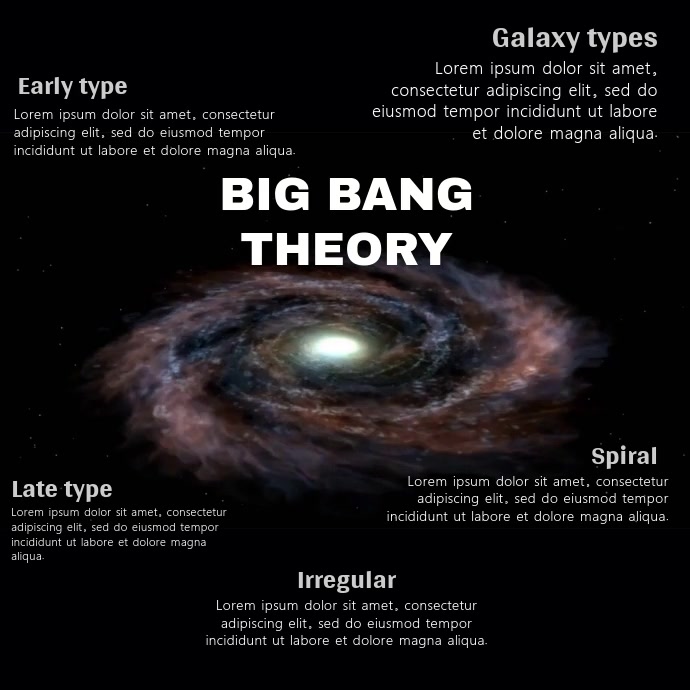 Galaxy types
Lorem ipsum dolor sit amet,
consectetur adipiscing elit, sed do
eiusmod tempor incididunt ut labore
et dolore magna aliqua.
Early type
Lorem ipsum dolor sit amet, consectetur
adipiscing elit, sed do eiusmod tempor
incididunt ut labore et dolore magna aliqua.
BIG BANG
THEORY
Spiral
Lorem ipsum dolor sit amet, consectetur
adipiscing elit, sed do eiusmod tempor
incididunt ut labore et dolore magna aliqua.
Late type
Lorem ipsum dolor sit amet, consectetur
adipiscing elit, sed do eiusmod tempor
incididunt ut labore et dolore magna
aliqua.
Irregular
Lorem ipsum dolor sit amet, consectetur
adipiscing elit, sed do eiusmod tempor
incididunt ut labore et dolore magna aliqua.